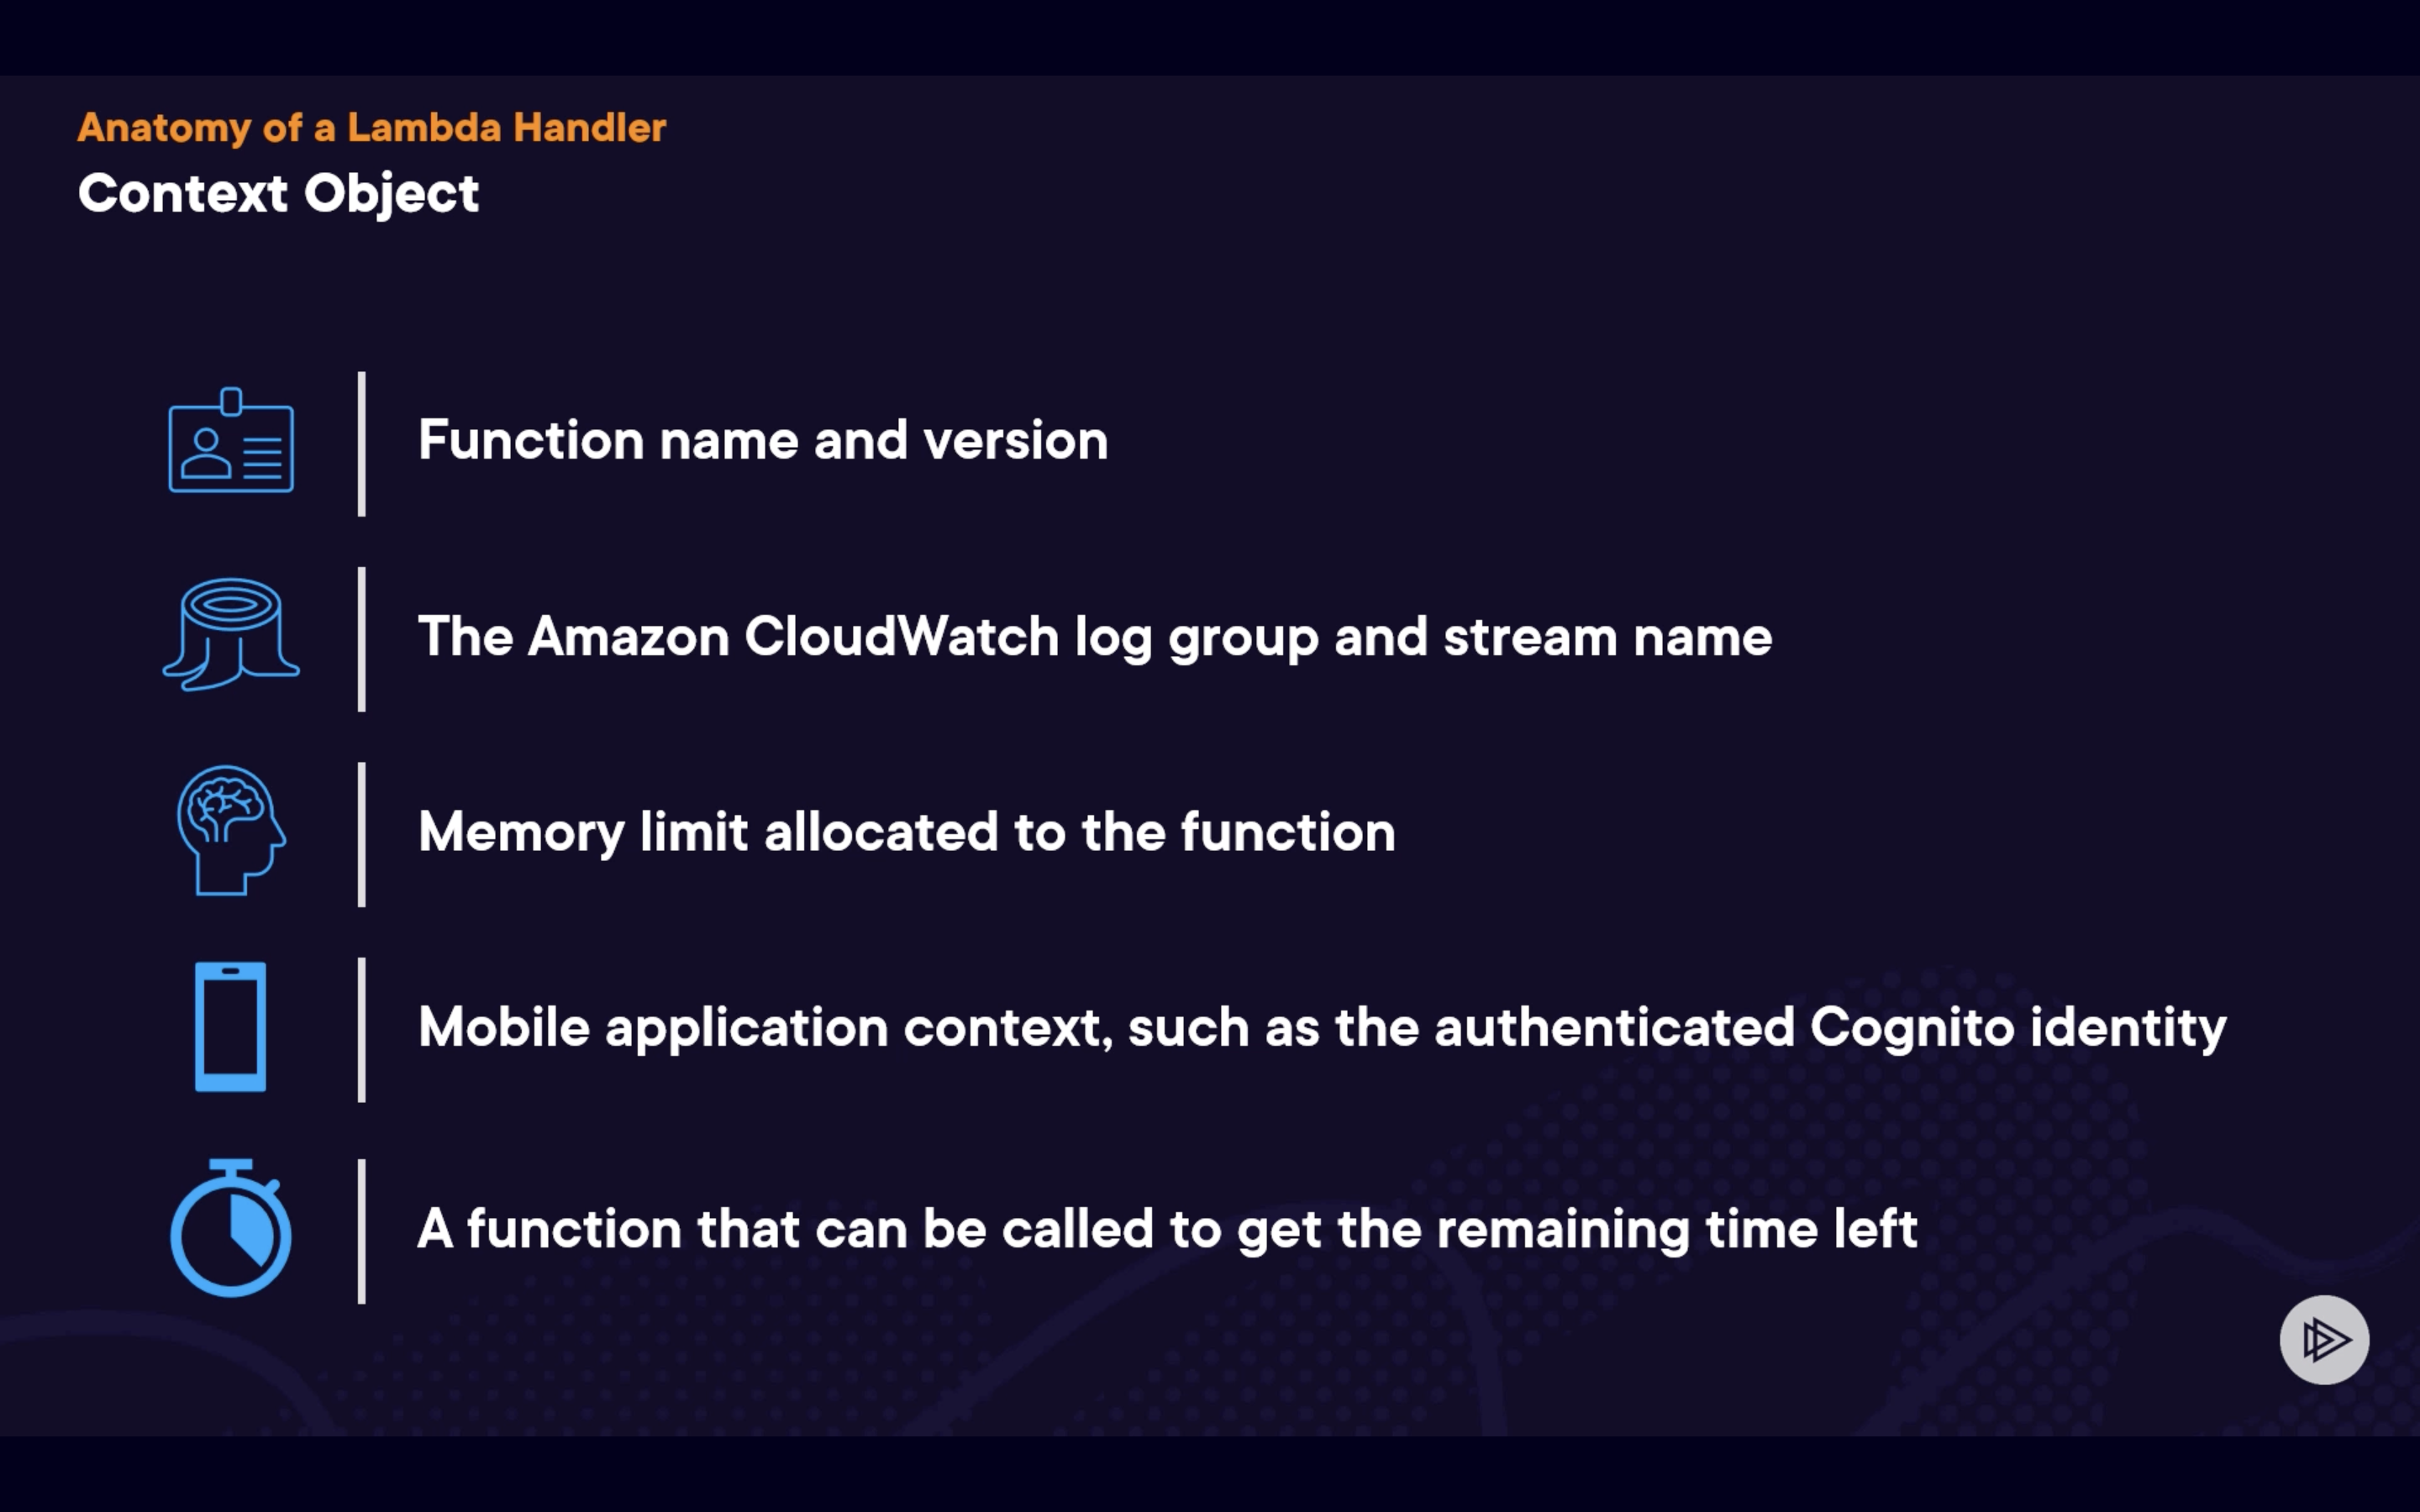 Anatomy of a Lambda Handler
Context Object
Function name and version
The Amazon CloudWatch log group and stream name
Memory limit allocated to the function
Mobile application context, such as the authenticated Cognito identity
A function that can be called to get the remaining time left